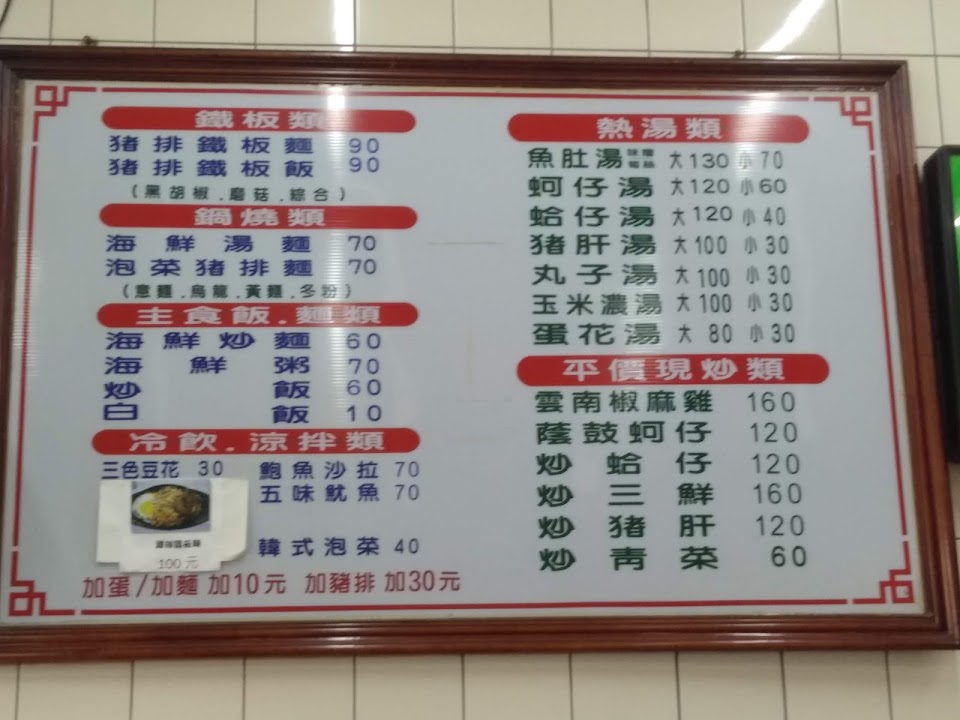 鐵板類
猪排鐵板麵 90
猪排鐵板飯 90
(黑胡椒.磨菇.綜合)
鍋燒類
海鮮湯麵 70
泡菜猪排麵 70
(意麵.烏龍.黃麵.冬粉)
主食飯.麵類
海鮮炒麵 60
海鮮粥 70
炒飯 60
白飯 10
冷飲.涼拌類
三色豆花 30 鮑魚沙拉 70
五味魷魚 70
韓式泡菜 40
100元
加蛋/加麵 加10元 加豬排 加30元
熱湯類
魚肚湯 大130 小70
蚵仔湯 大120 小60
蛤仔湯 大120 小40
猪肝湯 大100 小30
丸子湯 大100 小30
玉米濃湯 大100 小30
蛋花湯 大 80 小30
平價現炒類
雲南椒麻雞 160
蔭鼓蚵仔 120
炒蛤仔 120
炒三鮮 160
炒猪肝 120
炒青菜 60